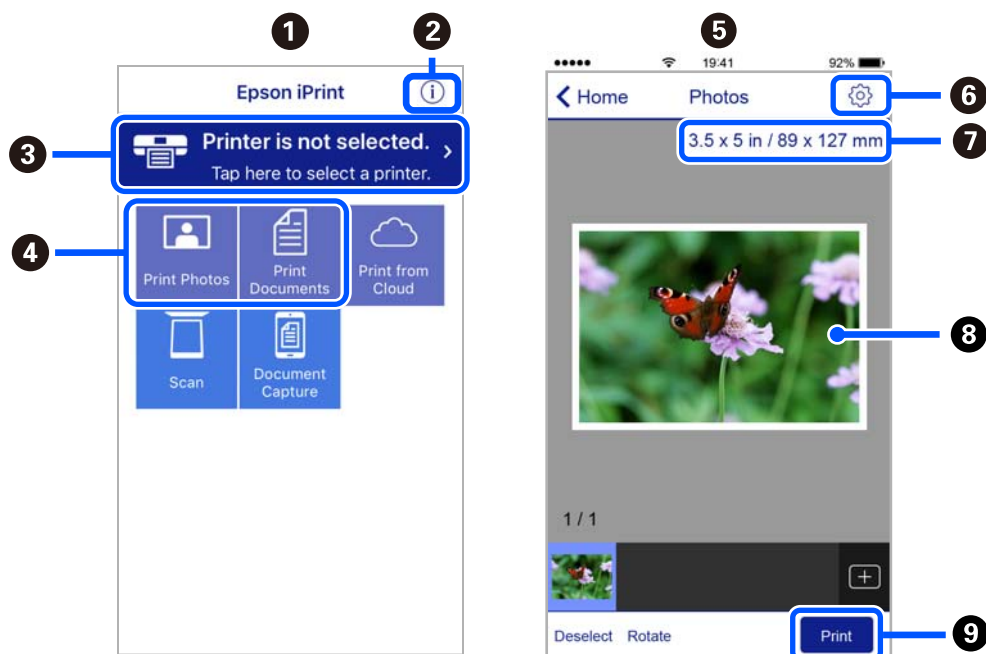 1
2
Epson iPrint
3
Printer is not selected.
Tap here to select a printer.
4
Print Photos
Print
Documents
Print from
Cloud
Scan
Document
Capture
5
19:41
92%
Home
Photos
6
3.5 x 5 in / 89 x 127 mm
7
8
1 / 1
Deselect
Rotate
Print
9